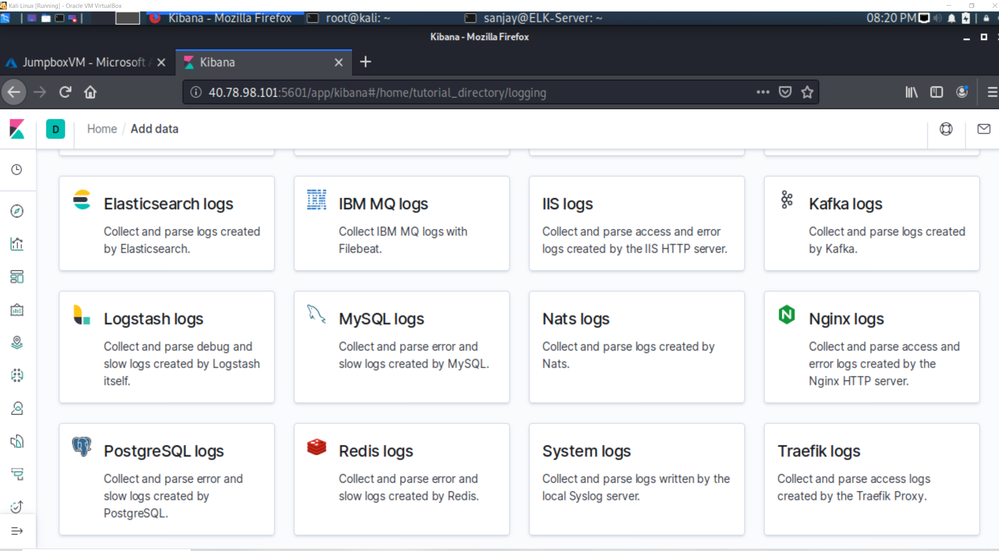 Kali Linux [Running] - Oracle VM VirtualBox
Kibana - Mozilla Firefox
root@kali: ~
sanjay@ELK-Server: ~
08:20 PM
Kibana - Mozilla Firefox
JumpboxVM - Microsoft A
Kibana
40.78.98.101:5601/app/kibana#/home/tutorial_directory/logging
D
Home / Add data
Elasticsearch logs
Collect and parse logs created
by Elasticsearch.
IBM MQ logs
Collect IBM MQ logs with
Filebeat.
IIS logs
Collect and parse access and error
logs created by the IIS HTTP server.
Kafka logs
Collect and parse logs created
by Kafka.
Logstash logs
Collect and parse debug and
slow logs created by Logstash
itself.
MySQL logs
Collect and parse error and
slow logs created by MySQL.
Nats logs
Collect and parse logs created by
Nats.
Nginx logs
Collect and parse access and
error logs created by the
Nginx HTTP server.
PostgreSQL logs
Collect and parse error and
slow logs created by
PostgreSQL.
Redis logs
Collect and parse error and
slow logs created by Redis.
System logs
Collect and parse logs written by the
local Syslog server.
Traefik logs
Collect and parse access logs
created by the Traefik Proxy.